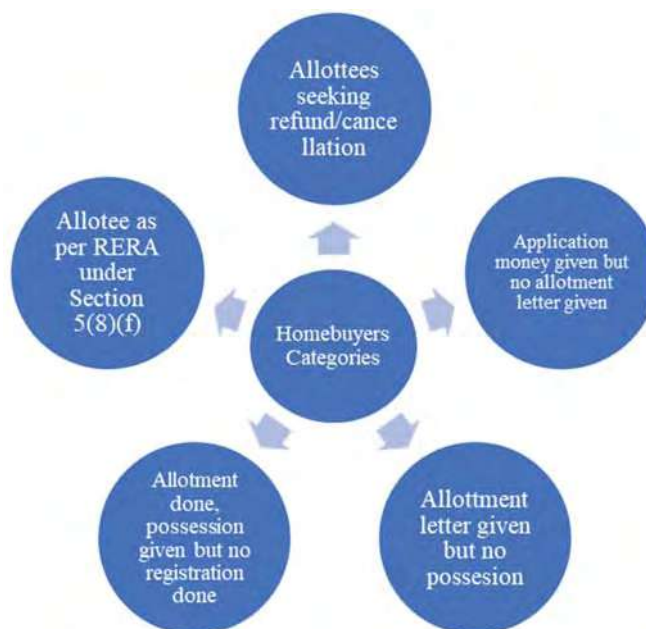 Allottees
seeking
refund/cance
llation
Allotee as
per RERA
under
Section
5(8)(f)
Application
money given but
no allotment
letter given
Homebuyers
Categories
Allotment
done,
possession
given but no
registration
done
Allottment
letter given
but no
possesion